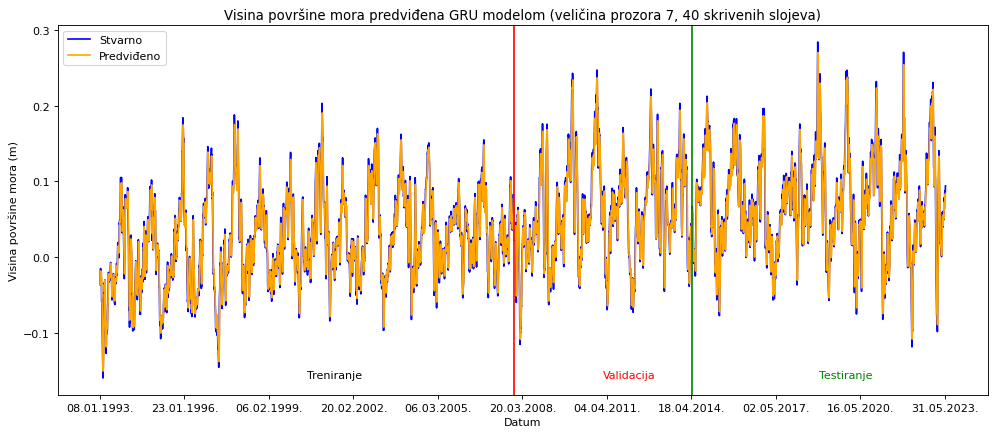 Visina površine mora predviđena GRU modelom (veličina prozora 7, 40 skrivenih slojeva)
Stvarno
Predviđeno
Visina površine mora (m)
0.3
0.2
0.1
0.0
−0.1
Treniranje
Validacija
Testiranje
08.01.1993. 23.01.1996. 06.02.1999. 20.02.2002. 06.03.2005. 20.03.2008. 04.04.2011. 18.04.2014. 02.05.2017. 16.05.2020. 31.05.2023.
Datum